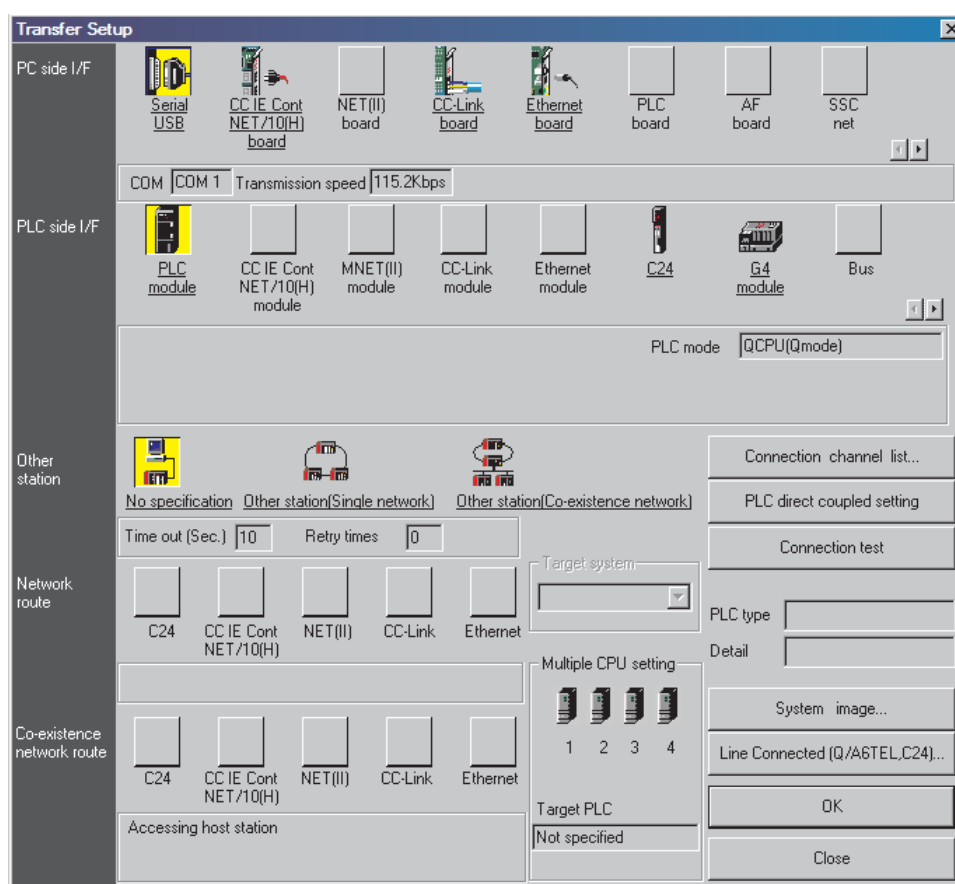 Transfer Setup
PC side I/F
Serial
USB
CC IE Cont
NET/10(H)
board
NET(II)
board
CC-Link
board
Ethernet
board
PLC
board
AF
board
SSC
net
COM COM 1 Transmission speed 115.2Kbps
PLC side I/F
PLC
module
CC IE Cont
NET/10(H)
module
MNET(II)
module
CC-Link
module
Ethernet
module
C24
G4
module
Bus
PLC mode QCPU(Qmode)
Other
station
No specification
Other station(Single network)
Other station(Co-existence network)
Connection channel list...
PLC direct coupled setting
Connection test
Time out (Sec.) 10 Retry times 0
Target system
Network
route
C24
CC IE Cont
NET/10(H)
NET(II)
CC-Link
Ethernet
PLC type
Detail
Multiple CPU setting
1 2 3 4
System image...
Line Connected (Q/A6TEL,C24)...
Co-existence
network route
C24
CC IE Cont
NET/10(H)
NET(II)
CC-Link
Ethernet
Target PLC
Not specified
OK
Close
Accessing host station